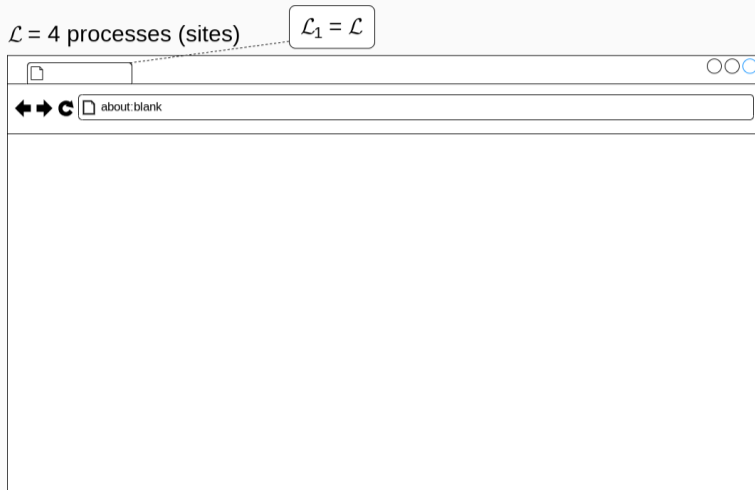 ℒ = 4 processes (sites)
ℒ₁ = ℒ
about:blank